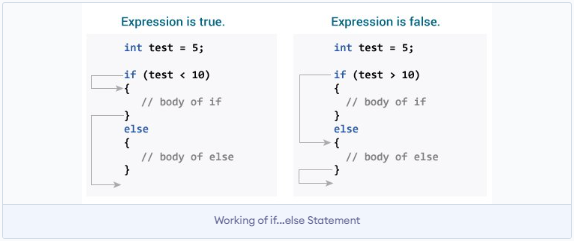 Expression is true.
int test = 5;
if (test < 10)
{
// body of if
}
else
{
// body of else
}
Expression is false.
int test = 5;
if (test > 10)
{
// body of if
}
else
{
// body of else
}
Working of if...else Statement